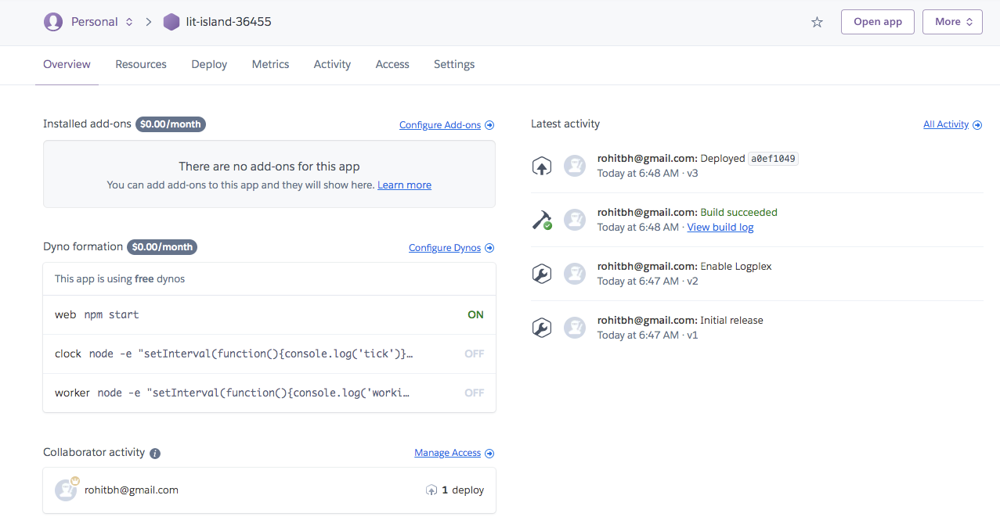 Personal lit-island-36455 Open app More
Overview Resources Deploy Metrics Activity Access Settings
Installed add-ons $0.00/month Configure Add-ons
There are no add-ons for this app
You can add add-ons to this app and they will show here. Learn more
Dyno formation $0.00/month Configure Dynos
This app is using free dynos
web npm start ON
clock node -e "setInterval(function(){console.log('tick')}… OFF
worker node -e "setInterval(function(){console.log('worki… OFF
Collaborator activity i Manage Access
rohitbh@gmail.com 1 deploy
Latest activity All Activity
rohitbh@gmail.com: Deployed a0ef1049
Today at 6:48 AM · v3
rohitbh@gmail.com: Build succeeded
Today at 6:48 AM · View build log
rohitbh@gmail.com: Enable Logplex
Today at 6:47 AM · v2
rohitbh@gmail.com: Initial release
Today at 6:47 AM · v1